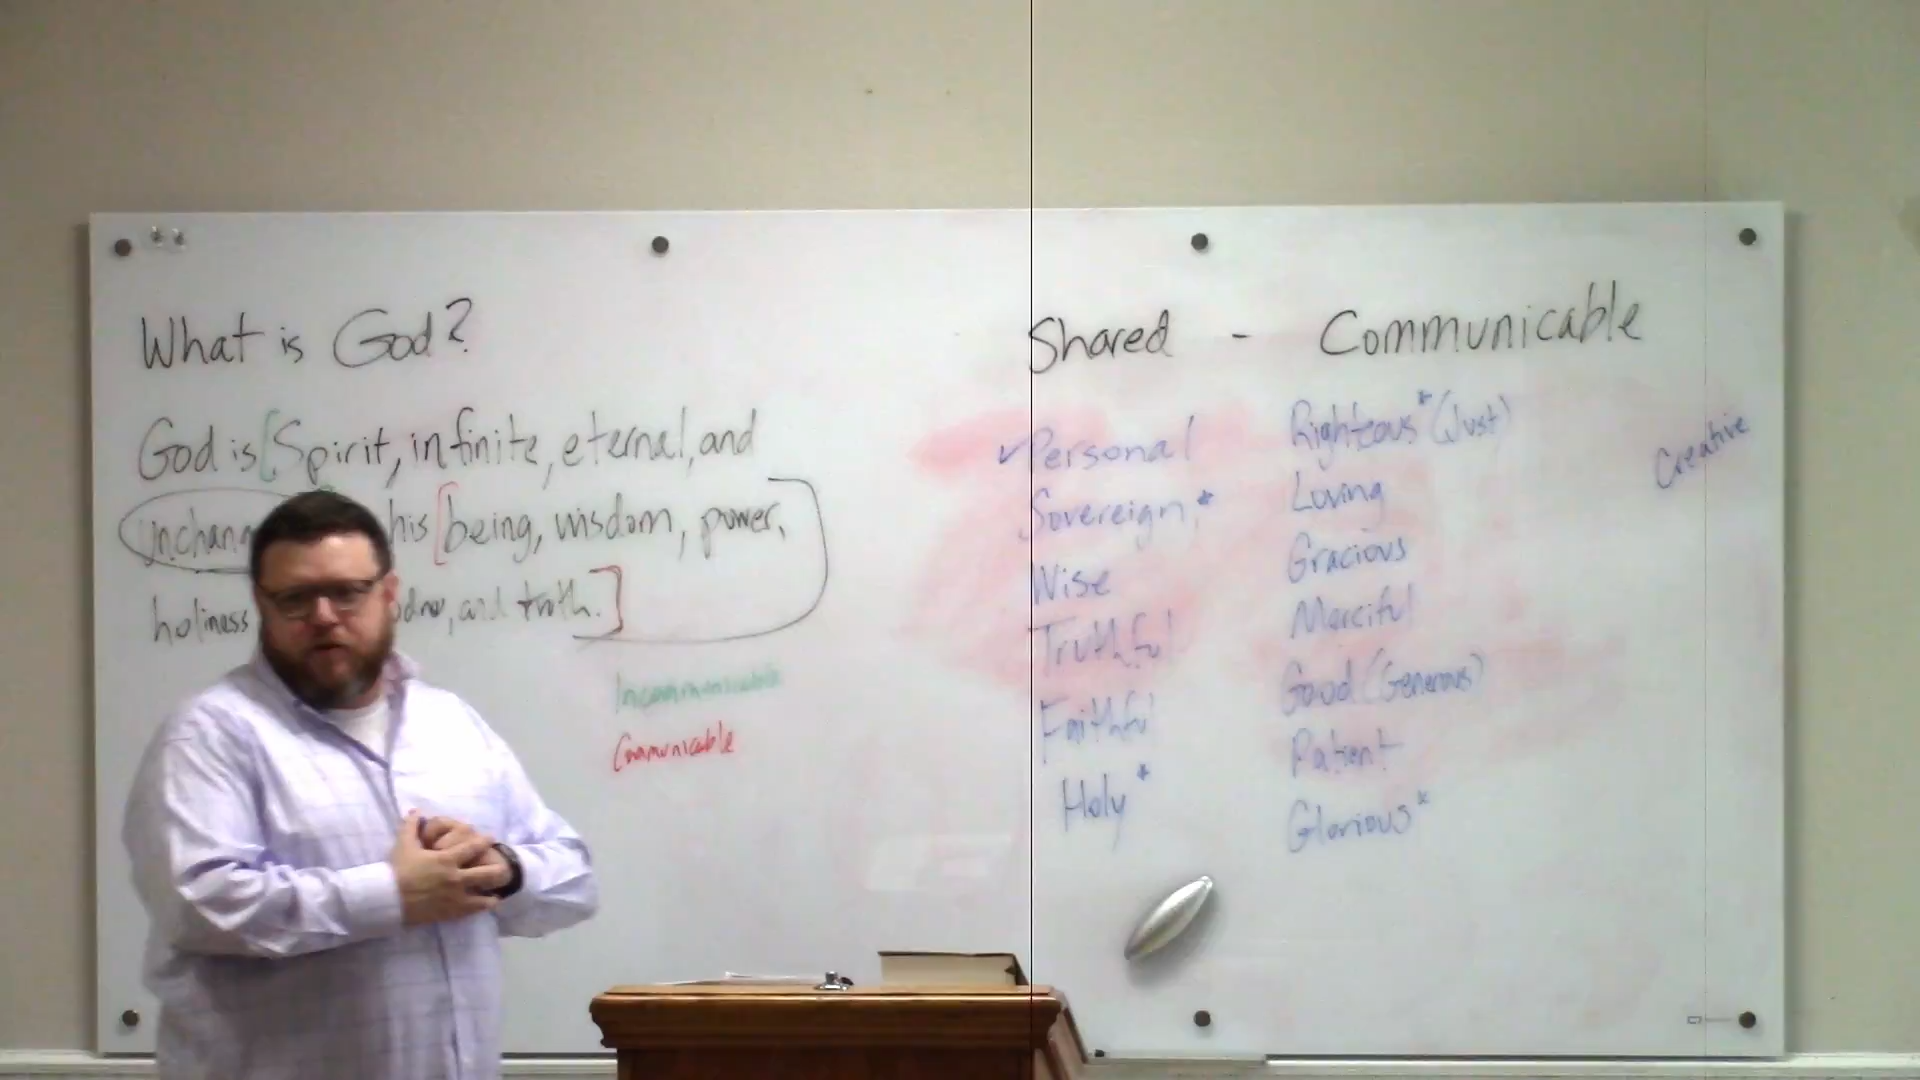 What is God?
God is [Spirit, infinite, eternal, and
his [being, wisdom, power,
holiness and truth.]
Incommunicable
Communicable
Shared - Communicable
✓Personal
Sovereign *
Wise
Truthful
Faithful
Holy *
Righteous* (Just)
Loving
Gracious
Merciful
Good (Generous)
Patient
Glorious*
Creative